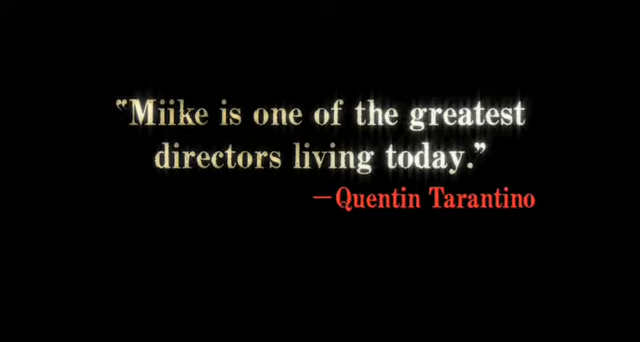 “Miike is one of the greatest
directors living today.”
—Quentin Tarantino